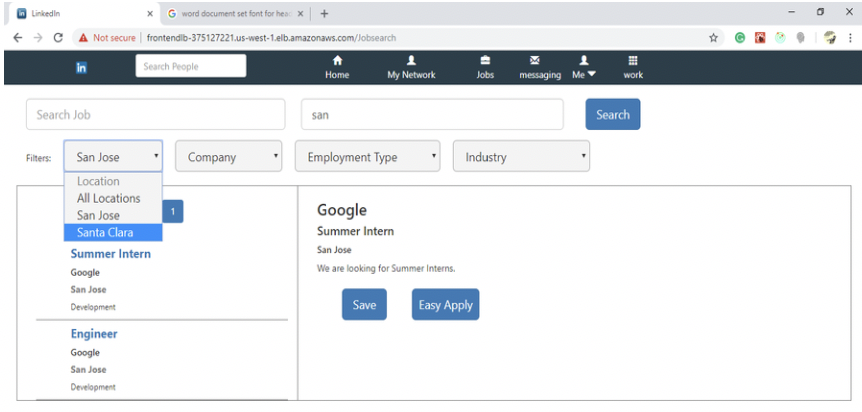 LinkedIn
word document set font for head
Not secure | frontendlb-375127221.us-west-1.elb.amazonaws.com/Jobsearch
in
Search People
Home
My Network
Jobs
messaging
Me
work
Search Job
san
Search
Filters:
San Jose
Company
Employment Type
Industry
Location
All Locations
San Jose
Santa Clara
1
Summer Intern
Google
San Jose
Development
Engineer
Google
San Jose
Development
Google
Summer Intern
San Jose
We are looking for Summer Interns.
Save
Easy Apply